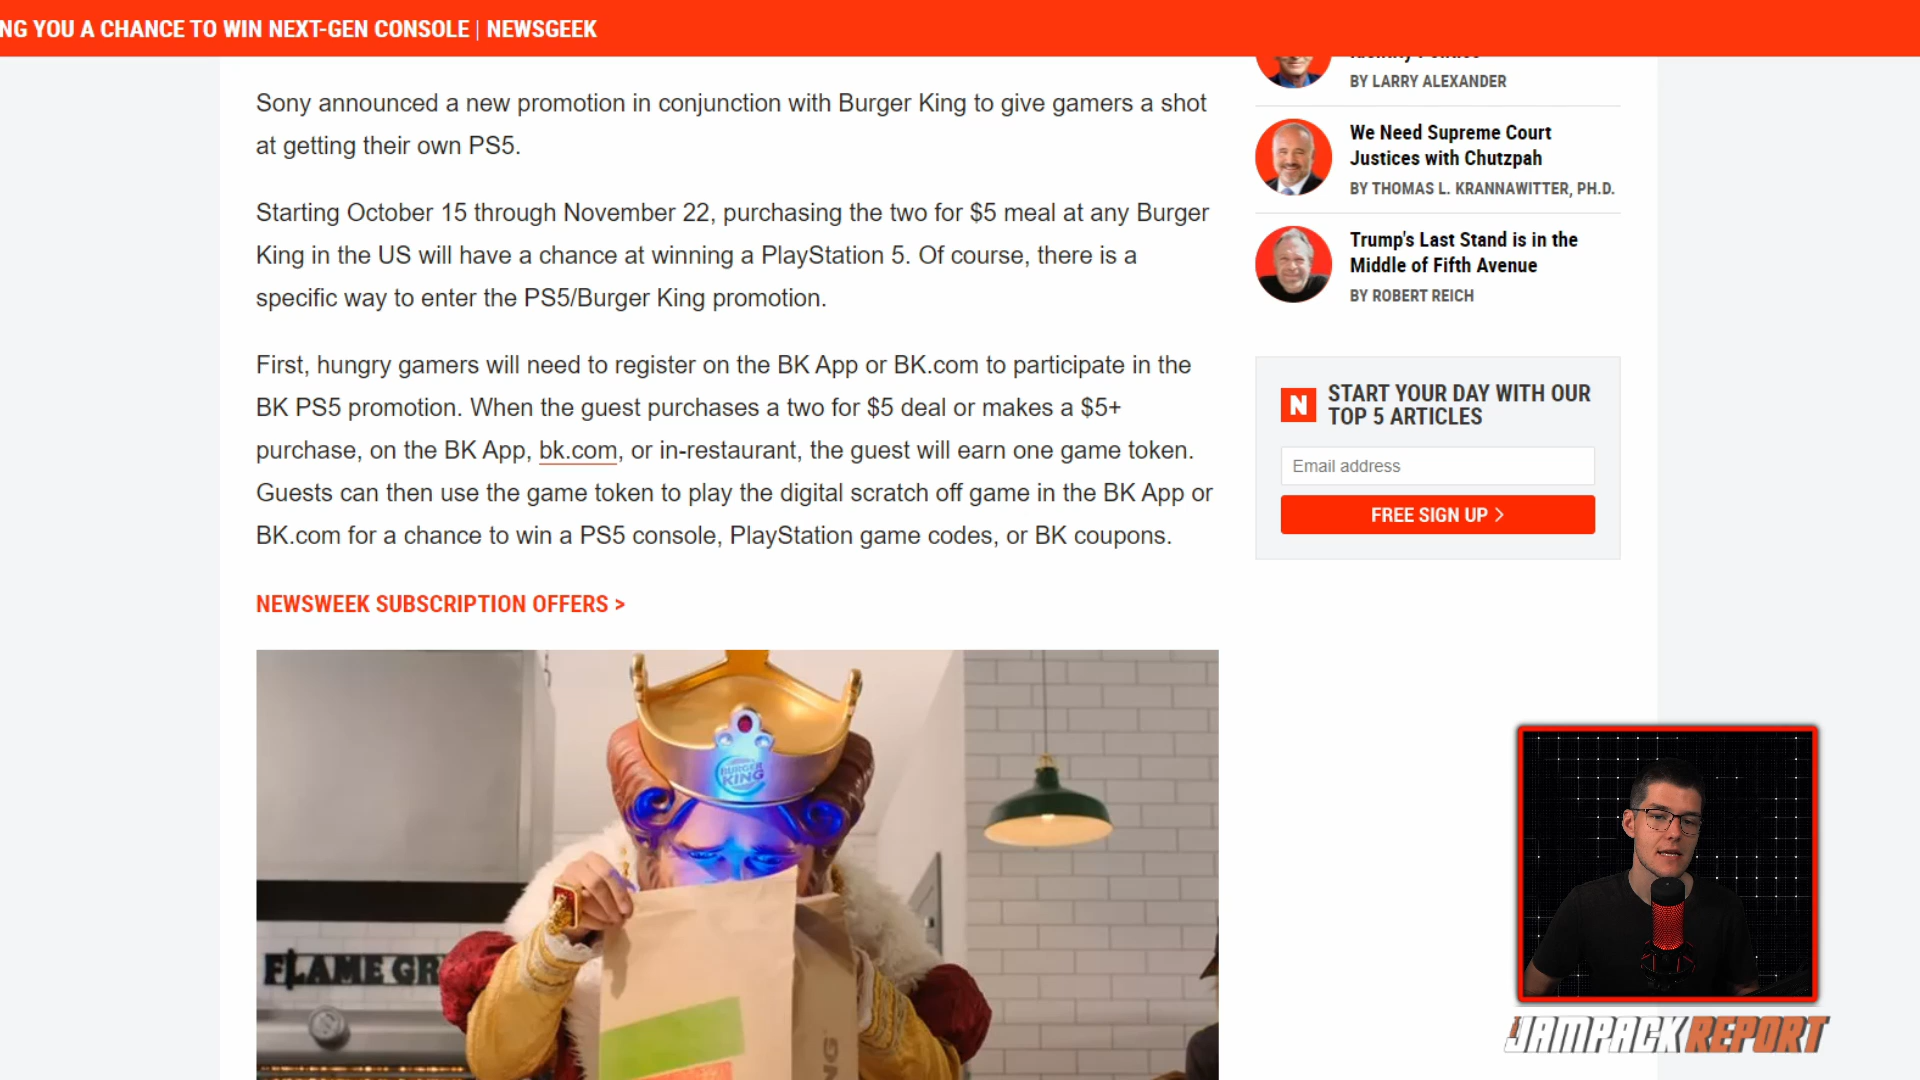 NG YOU A CHANCE TO WIN NEXT-GEN CONSOLE | NEWSGEEK
Sony announced a new promotion in conjunction with Burger King to give gamers a shot
at getting their own PS5.
Starting October 15 through November 22, purchasing the two for $5 meal at any Burger
King in the US will have a chance at winning a PlayStation 5. Of course, there is a
specific way to enter the PS5/Burger King promotion.
First, hungry gamers will need to register on the BK App or BK.com to participate in the
BK PS5 promotion. When the guest purchases a two for $5 deal or makes a $5+
purchase, on the BK App, bk.com, or in-restaurant, the guest will earn one game token.
Guests can then use the game token to play the digital scratch off game in the BK App or
BK.com for a chance to win a PS5 console, PlayStation game codes, or BK coupons.
NEWSWEEK SUBSCRIPTION OFFERS >
BURGER
KING
FLAME GR
NG
BY LARRY ALEXANDER
We Need Supreme Court
Justices with Chutzpah
BY THOMAS L. KRANNAWITTER, PH.D.
Trump's Last Stand is in the
Middle of Fifth Avenue
BY ROBERT REICH
N
START YOUR DAY WITH OUR
TOP 5 ARTICLES
Email address
FREE SIGN UP >
JAMPACK REPORT